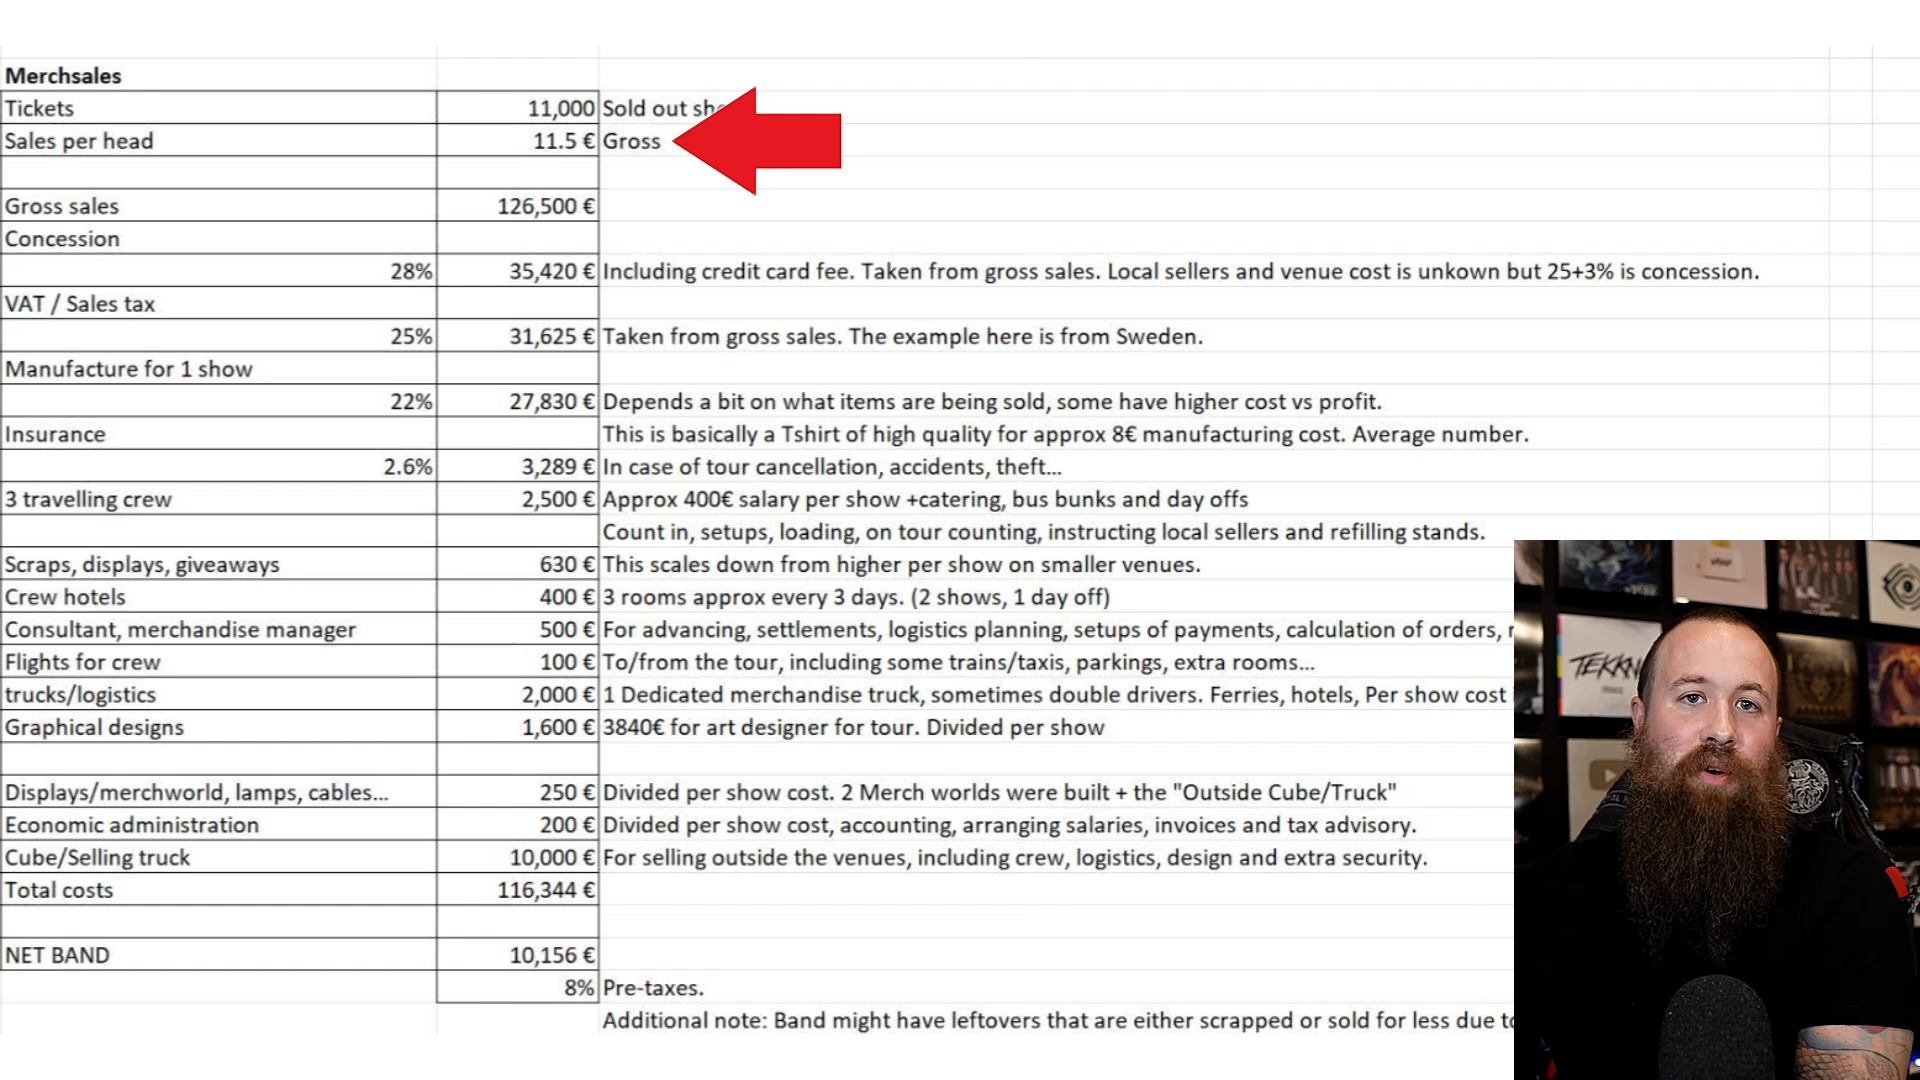 Merchsales
Tickets 11,000 Sold out
Sales per head 11.5 € Gross
Gross sales 126,500 €
Concession
28% 35,420 € Including credit card fee. Taken from gross sales. Local sellers and venue cost is unkown but 25+3% is concession.
VAT / Sales tax
25% 31,625 € Taken from gross sales. The example here is from Sweden.
Manufacture for 1 show
22% 27,830 € Depends a bit on what items are being sold, some have higher cost vs profit.
Insurance This is basically a Tshirt of high quality for approx 8€ manufacturing cost. Average number.
2.6% 3,289 € In case of tour cancellation, accidents, theft...
3 travelling crew 2,500 € Approx 400€ salary per show +catering, bus bunks and day offs
Count in, setups, loading, on tour counting, instructing local sellers and refilling stands.
Scraps, displays, giveaways 630 € This scales down from higher per show on smaller venues.
Crew hotels 400 € 3 rooms approx every 3 days. (2 shows, 1 day off)
Consultant, merchandise manager 500 € For advancing, settlements, logistics planning, setups of payments, calculation of orders,
Flights for crew 100 € To/from the tour, including some trains/taxis, parkings, extra rooms...
trucks/logistics 2,000 € 1 Dedicated merchandise truck, sometimes double drivers. Ferries, hotels, Per show cost
Graphical designs 1,600 € 3840€ for art designer for tour. Divided per show
Displays/merchworld, lamps, cables... 250 € Divided per show cost. 2 Merch worlds were built + the "Outside Cube/Truck"
Economic administration 200 € Divided per show cost, accounting, arranging salaries, invoices and tax advisory.
Cube/Selling truck 10,000 € For selling outside the venues, including crew, logistics, design and extra security.
Total costs 116,344 €
NET BAND 10,156 €
8% Pre-taxes.
Additional note: Band might have leftovers that are either scrapped or sold for less due